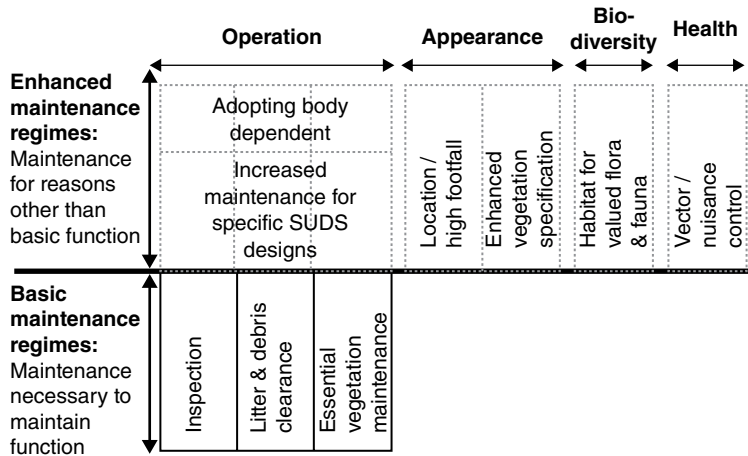 Operation
Appearance
Bio-
diversity
Health
Enhanced
maintenance
regimes:
Maintenance
for reasons
other than
basic function
Adopting body
dependent
Increased
maintenance for
specific SUDS
designs
Location /
high footfall
Enhanced
vegetation
specification
Habitat for
valued flora
& fauna
Vector /
nuisance
control
Basic
maintenance
regimes:
Maintenance
necessary to
maintain
function
Inspection
Litter & debris
clearance
Essential
vegetation
maintenance